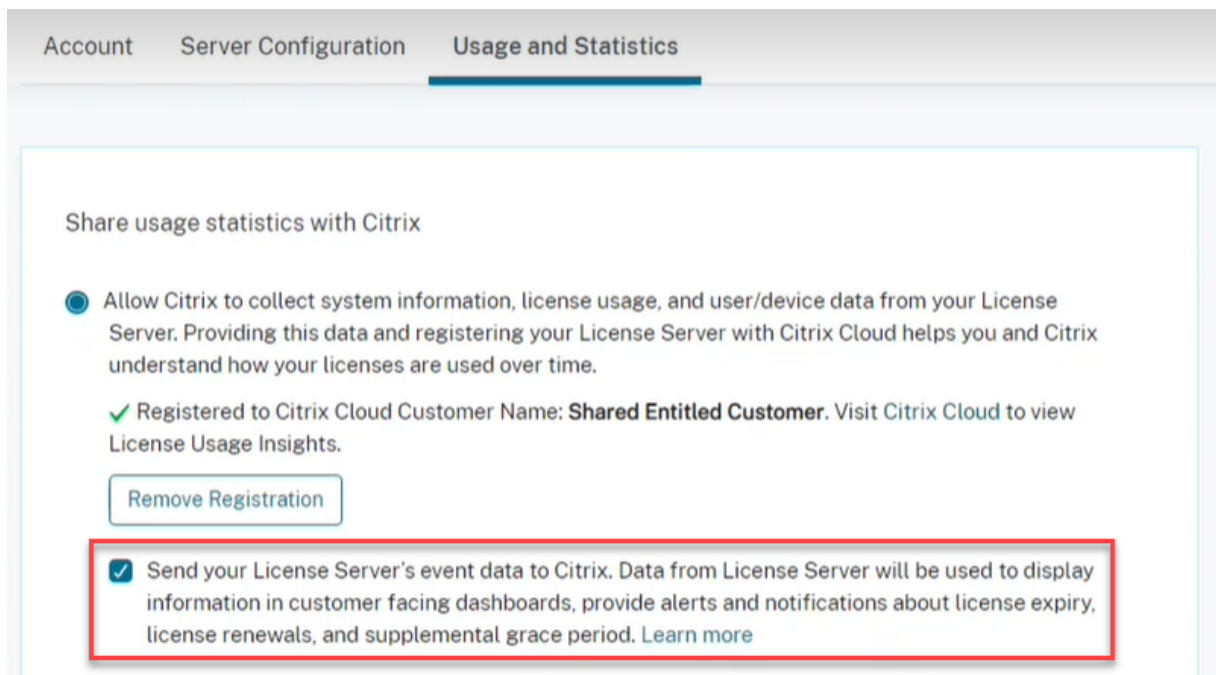 Account Server Configuration Usage and Statistics
Share usage statistics with Citrix
Allow Citrix to collect system information, license usage, and user/device data from your License
Server. Providing this data and registering your License Server with Citrix Cloud helps you and Citrix
understand how your licenses are used over time.
Registered to Citrix Cloud Customer Name: Shared Entitled Customer. Visit Citrix Cloud to view
License Usage Insights.
Remove Registration
Send your License Server's event data to Citrix. Data from License Server will be used to display
information in customer facing dashboards, provide alerts and notifications about license expiry,
license renewals, and supplemental grace period. Learn more